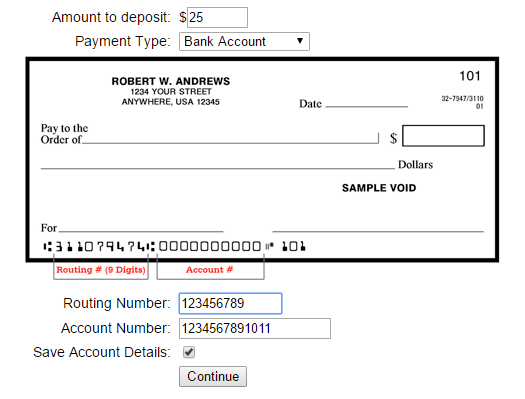 Amount to deposit: $25
Payment Type: Bank Account
101
ROBERT W. ANDREWS
1234 YOUR STREET
ANYWHERE, USA 12345
32-7947/3110
01
Date
Pay to the
Order of
$
Dollars
SAMPLE VOID
For
⑆311079474⑆0000000000⑈ 101
Routing # (9 Digits) Account #
Routing Number: 123456789
Account Number: 1234567891011
Save Account Details:
Continue